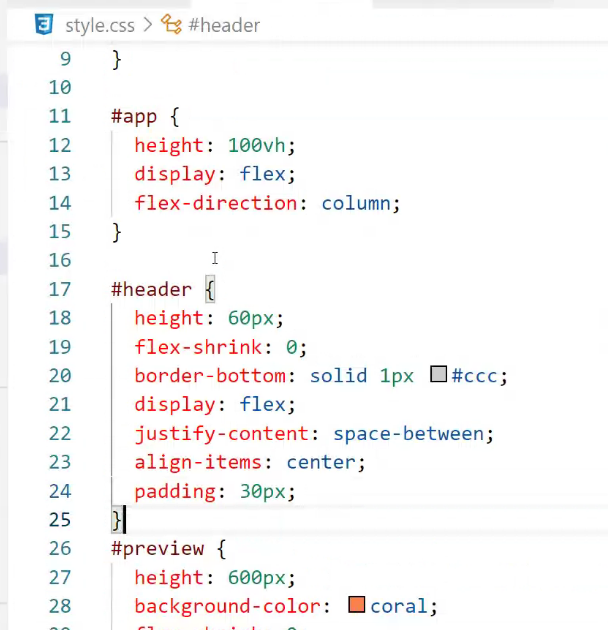 style.css > #header
9 }
10
11 #app {
12 height: 100vh;
13 display: flex;
14 flex-direction: column;
15 }
16
17 #header {
18 height: 60px;
19 flex-shrink: 0;
20 border-bottom: solid 1px #ccc;
21 display: flex;
22 justify-content: space-between;
23 align-items: center;
24 padding: 30px;
25 }
26 #preview {
27 height: 600px;
28 background-color: coral;